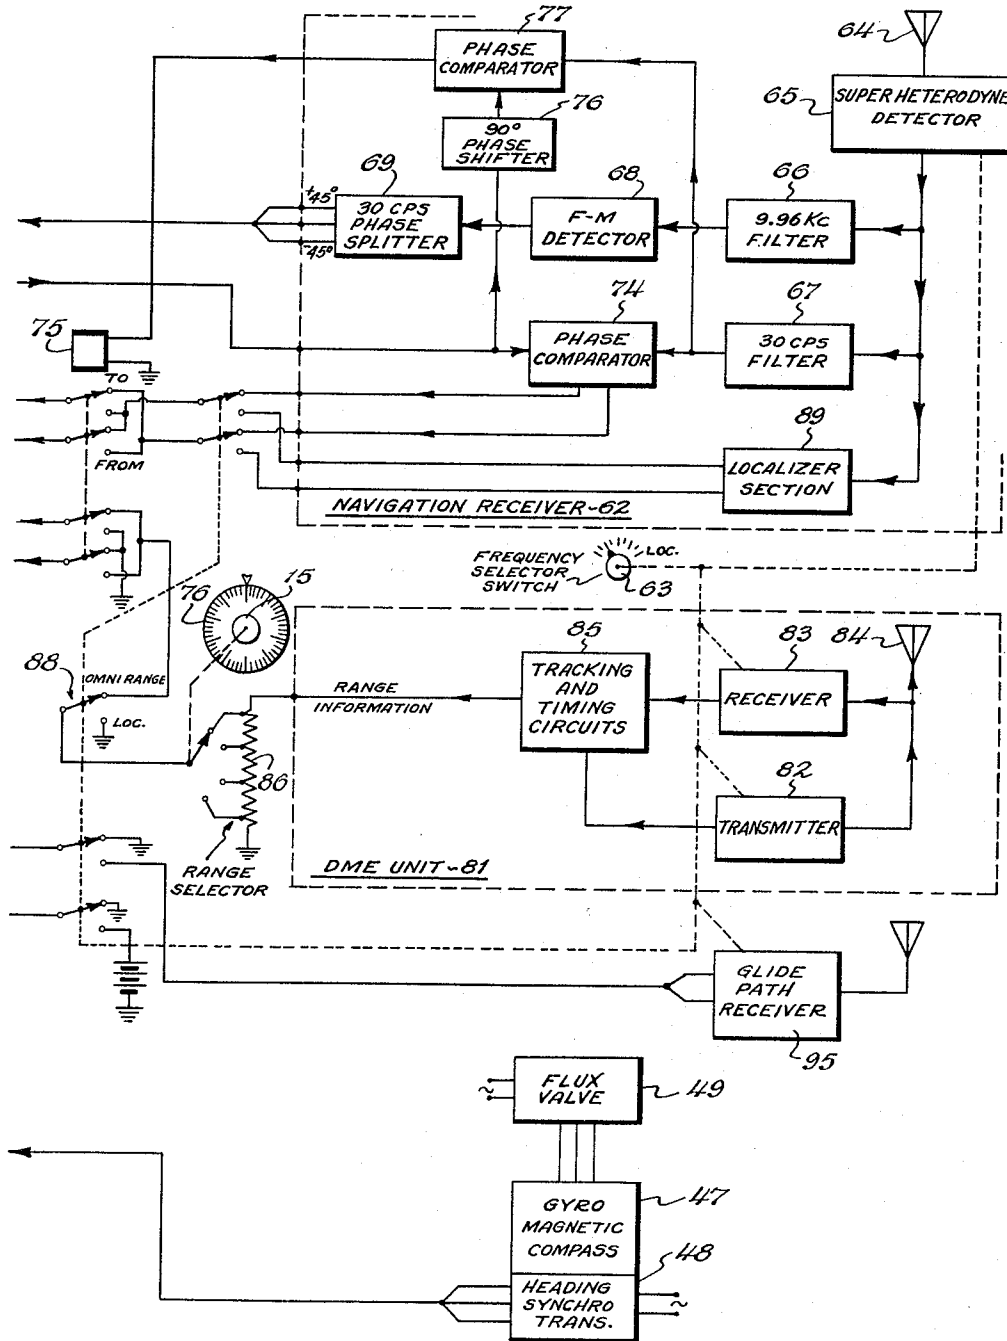 77
PHASE
COMPARATOR
64
65
SUPER HETERODYNE
DETECTOR
76
90°
PHASE
SHIFTER
69
+45°
30 CPS
PHASE
SPLITTER
-45°
68
F-M
DETECTOR
66
9.96 KC
FILTER
74
PHASE
COMPARATOR
67
30 CPS
FILTER
75
TO
FROM
89
LOCALIZER
SECTION
NAVIGATION RECEIVER-62
FREQUENCY
SELECTOR
SWITCH
LOC.
63
76
15
88
OMNI RANGE
LOC.
RANGE
INFORMATION
85
TRACKING
AND
TIMING
CIRCUITS
83
RECEIVER
84
86
82
TRANSMITTER
RANGE
SELECTOR
DME UNIT-81
GLIDE
PATH
RECEIVER
95
~
FLUX
VALVE
49
GYRO
MAGNETIC
COMPASS
47
48
HEADING
SYNCHRO
TRANS.
~